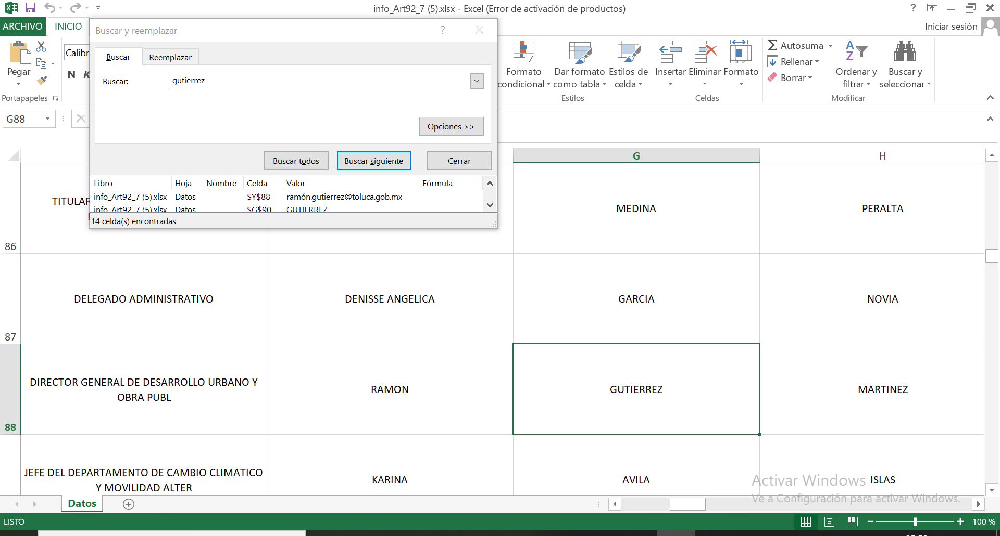 info_Art92_7 (5).xlsx - Excel (Error de activación de productos)
ARCHIVO
INICIO
Iniciar sesión
Buscar y reemplazar
Buscar
Reemplazar
Buscar:
gutierrez
Opciones >>
Buscar todos
Buscar siguiente
Cerrar
Libro Hoja Nombre Celda Valor Fórmula
info_Art92_7 (5).xlsx Datos $Y$88 ramón.gutierrez@toluca.gob.mx
info_Art92_7 (5).xlsx Datos $G$90 GUTIERREZ
14 celda(s) encontradas
Pegar
Portapapeles
Calibr
N K
Formato condicional
Dar formato como tabla
Estilos de celda
Estilos
Insertar
Eliminar
Formato
Celdas
Autosuma
Rellenar
Borrar
Ordenar y filtrar
Buscar y seleccionar
Modificar
G88
G H
TITULAR
MEDINA
PERALTA
86
DELEGADO ADMINISTRATIVO
DENISSE ANGELICA
GARCIA
NOVIA
87
DIRECTOR GENERAL DE DESARROLLO URBANO Y
OBRA PUBL
RAMON
GUTIERREZ
MARTINEZ
88
JEFE DEL DEPARTAMENTO DE CAMBIO CLIMATICO
Y MOVILIDAD ALTER
KARINA
AVILA
ISLAS
Activar Windows
Ve a Configuración para activar Windows.
Datos
LISTO
100 %